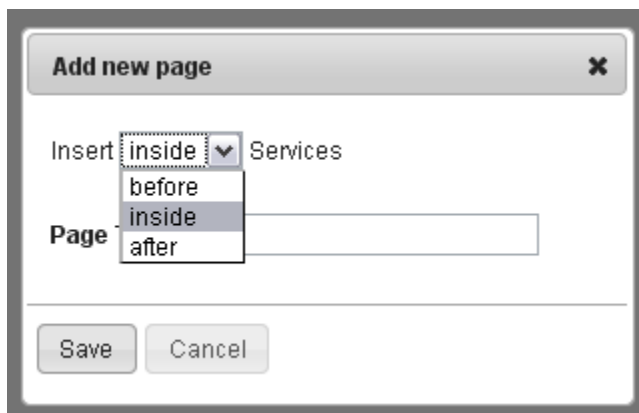 Add new page
Insert inside Services
before
inside
Page
after
Save
Cancel